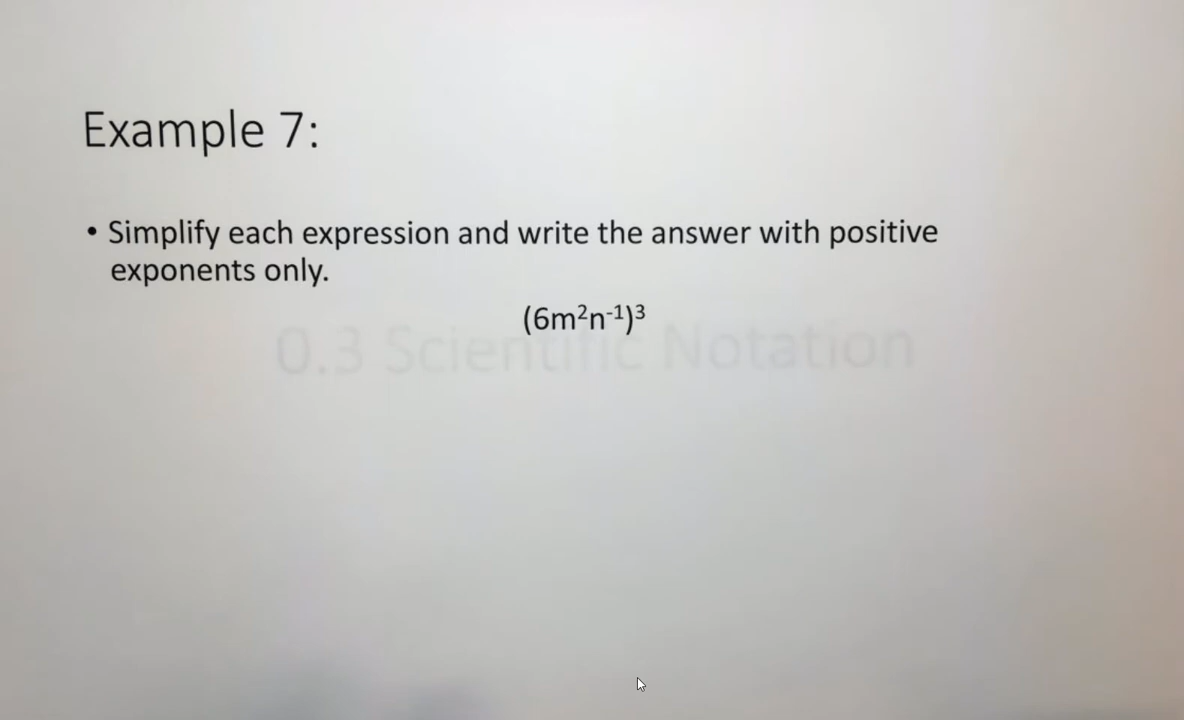 Example 7:
• Simplify each expression and write the answer with positive
exponents only.
(6m²n⁻¹)³
0.3 Scientific Notation